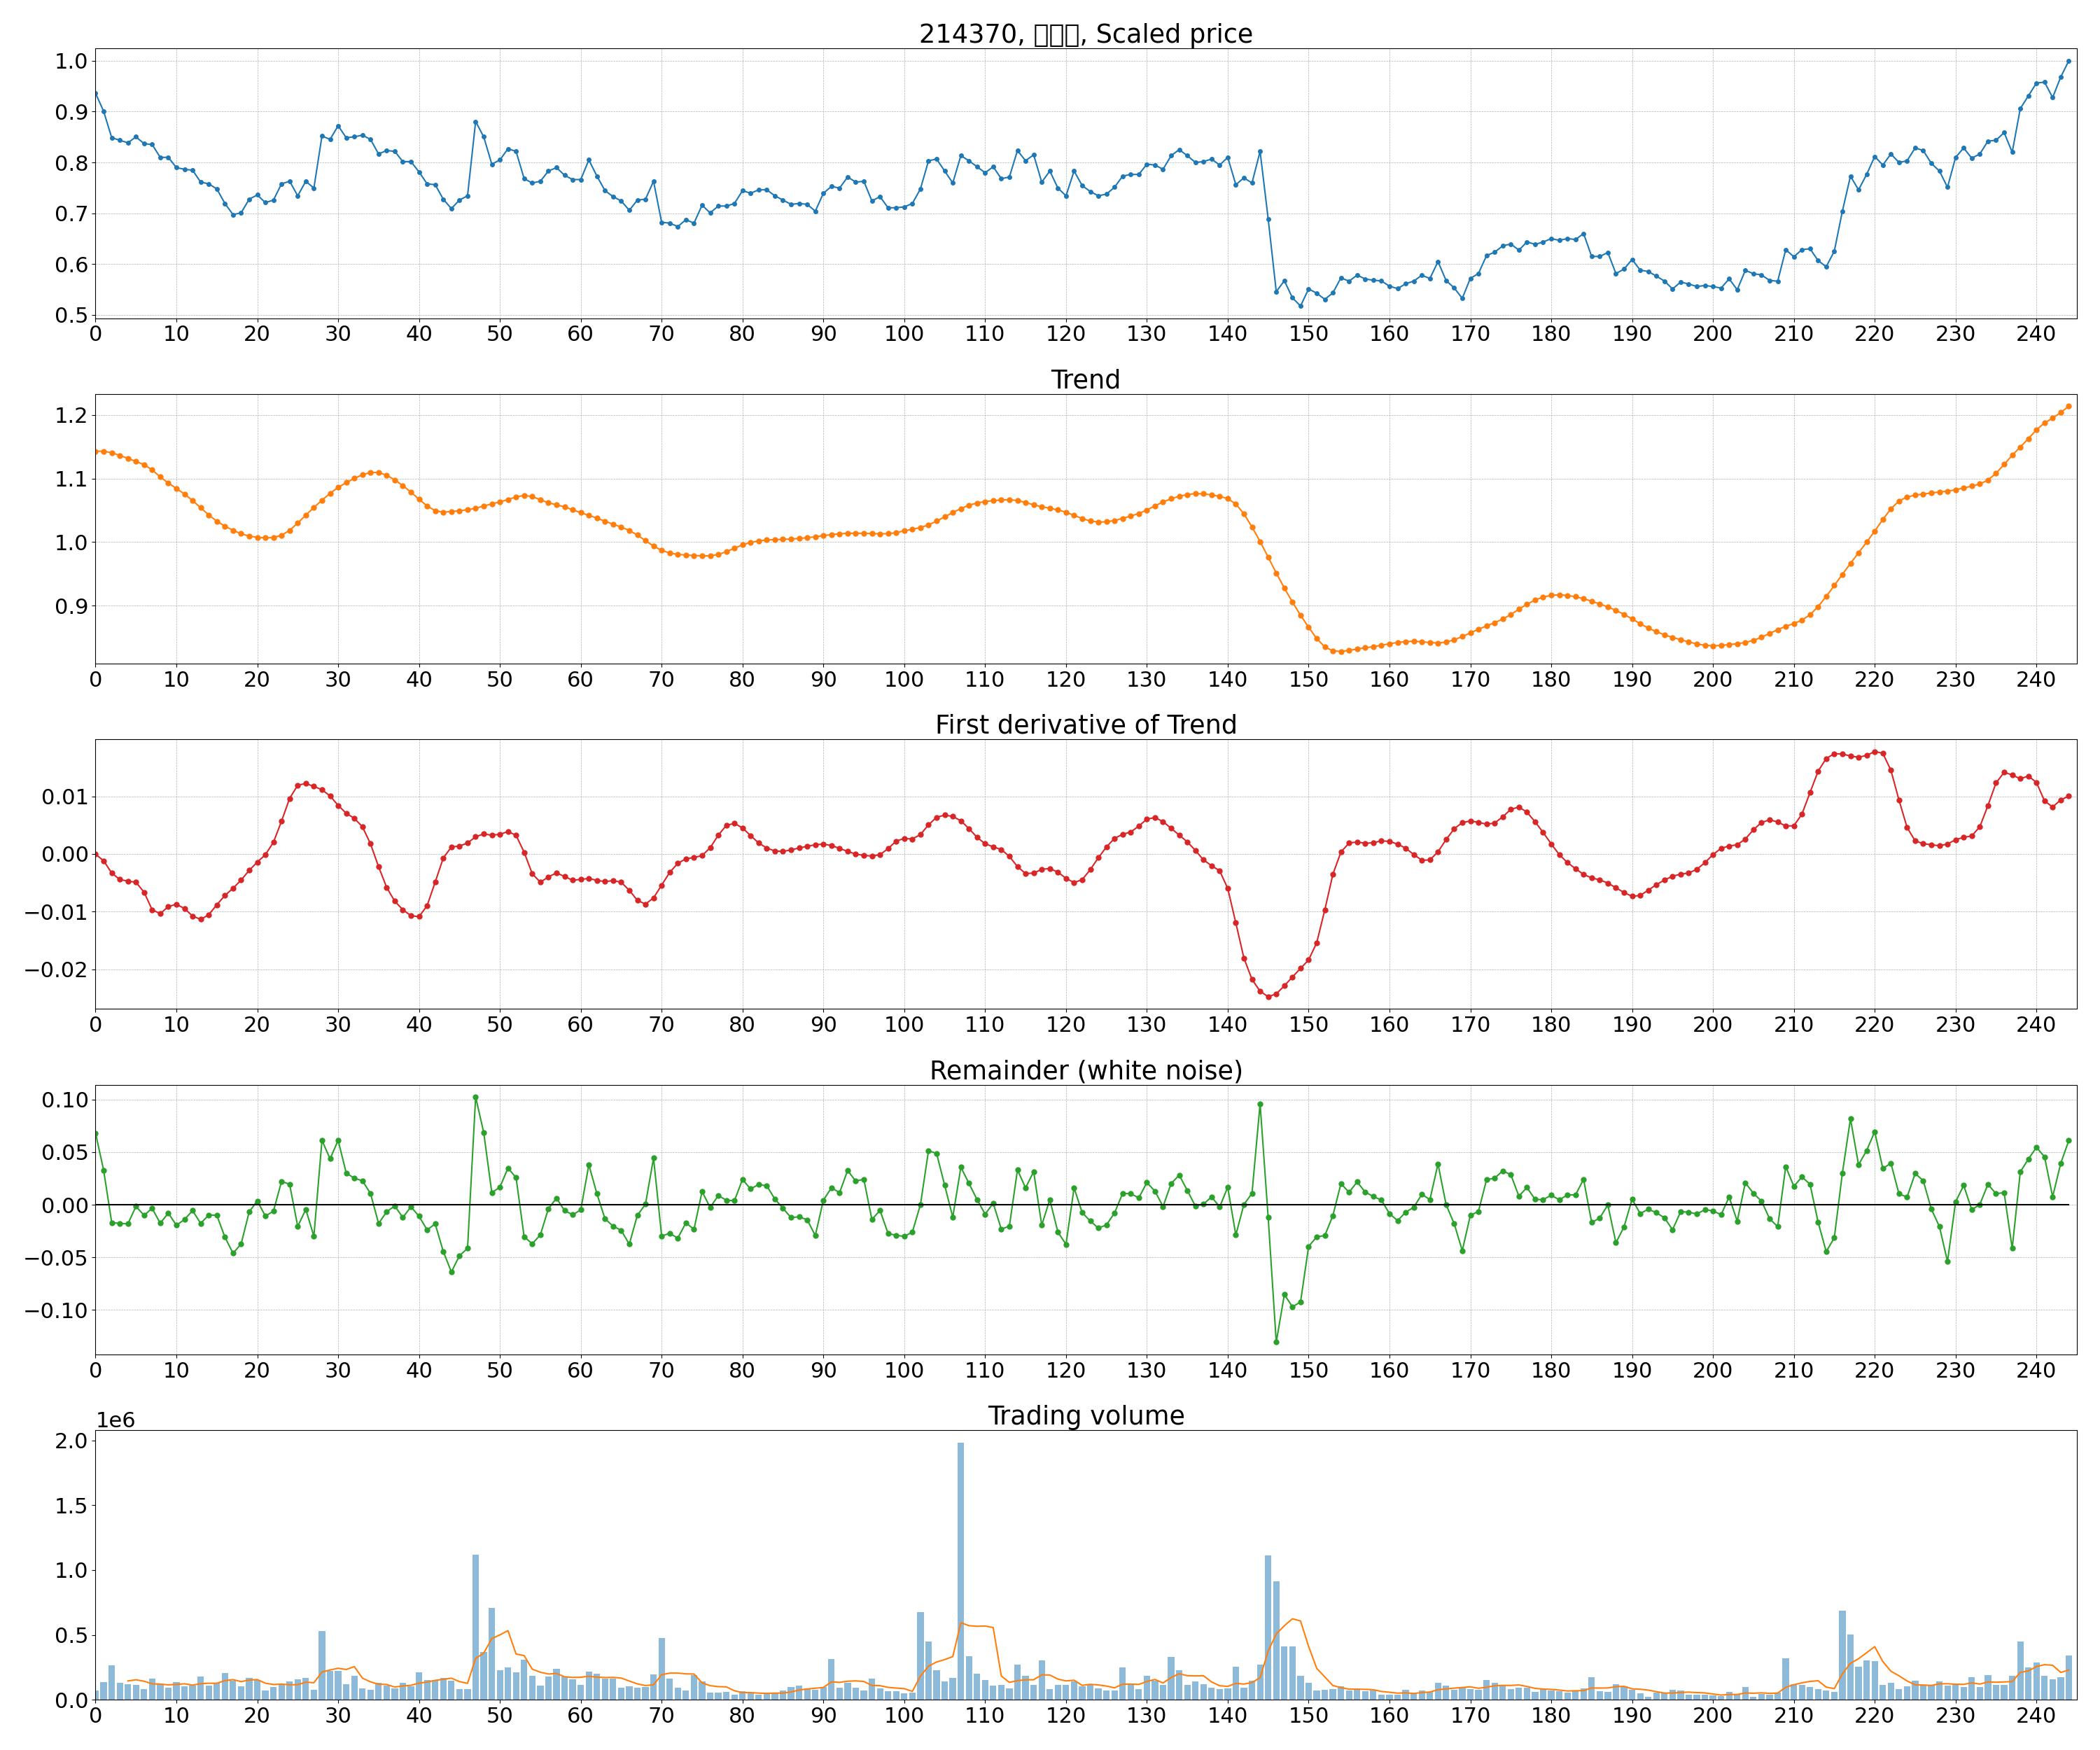 214370, □□□, Scaled price
1.0
0.9
0.8
0.7
0.6
0.5
0 10 20 30 40 50 60 70 80 90 100 110 120 130 140 150 160 170 180 190 200 210 220 230 240
Trend
1.2
1.1
1.0
0.9
0 10 20 30 40 50 60 70 80 90 100 110 120 130 140 150 160 170 180 190 200 210 220 230 240
First derivative of Trend
0.01
0.00
−0.01
−0.02
0 10 20 30 40 50 60 70 80 90 100 110 120 130 140 150 160 170 180 190 200 210 220 230 240
Remainder (white noise)
0.10
0.05
0.00
−0.05
−0.10
0 10 20 30 40 50 60 70 80 90 100 110 120 130 140 150 160 170 180 190 200 210 220 230 240
Trading volume
1e6
2.0
1.5
1.0
0.5
0.0
0 10 20 30 40 50 60 70 80 90 100 110 120 130 140 150 160 170 180 190 200 210 220 230 240